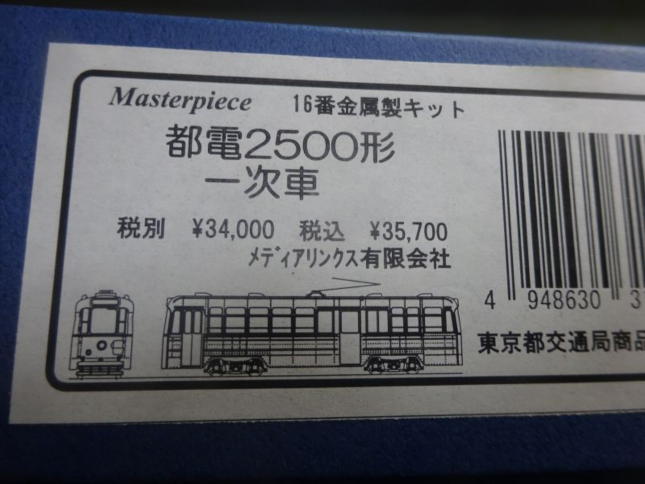 Masterpiece 16番金属製キット
都電2500形
一次車
税別 ¥34,000 税込 ¥35,700
メディアリンクス有限会社
4 948630 3
東京都交通局商品